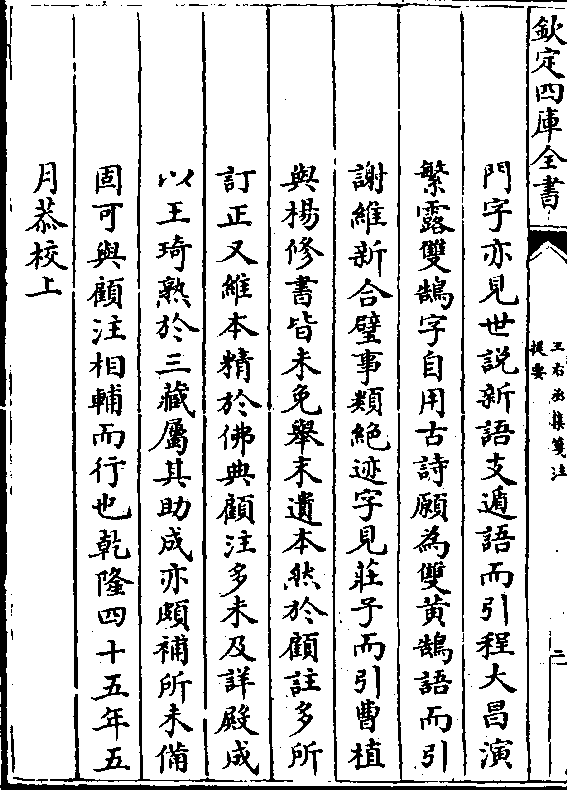 欽定四庫全書
王右丞集箋注
提要
二
門字亦見世說新語支遁語而引程大昌演
繁露雙鵠字自用古詩願為雙黃鵠語而引
謝維新合璧事類絕迹字見莊子而引曹植
與楊修書皆未免舉末遺本然於顧註多所
訂正又維本精於佛典顧注多未及詳殿成
以王琦熟於三藏屬其助成亦頗補所未備
固可與顧注相輔而行也乾隆四十五年五
月恭校上